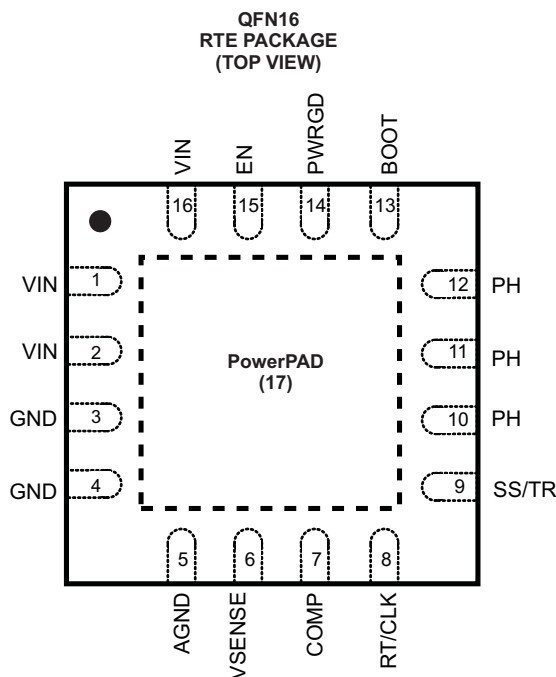 QFN16
RTE PACKAGE
(TOP VIEW)
VIN
EN
PWRGD
BOOT
16
15
14
13
VIN
1
12
PH
VIN
2
11
PH
PowerPAD
(17)
GND
3
10
PH
GND
4
9
SS/TR
5
6
7
8
AGND
VSENSE
COMP
RT/CLK